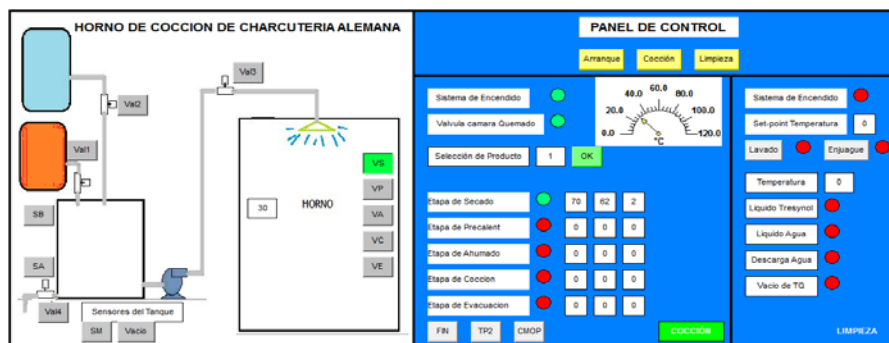 HORNO DE COCCION DE CHARCUTERIA ALEMANA
Val3
Val2
Val1
SB
SA
Val4
Sensores del Tanque
SM
Vacio
30
HORNO
VS
VP
VA
VC
VE
PANEL DE CONTROL
Arranque
Cocción
Limpieza
Sistema de Encendido
Valvula camara Quemado
0.0
20.0
40.0
60.0
80.0
100.0
120.0
°C
Selección de Producto
1
OK
Etapa de Secado
70 62 2
Etapa de Precalent
0 0 0
Etapa de Ahumado
0 0 0
Etapa de Coccion
0 0 0
Etapa de Evacuacion
0 0 0
FIN
TP2
CMOP
COCCIÓN
Sistema de Encendido
Set-point Temperatura
0
Lavado
Enjuague
Temperatura
0
Liquido Tresynol
Liquido Agua
Descarga Agua
Vacio de TQ
LIMPIEZA